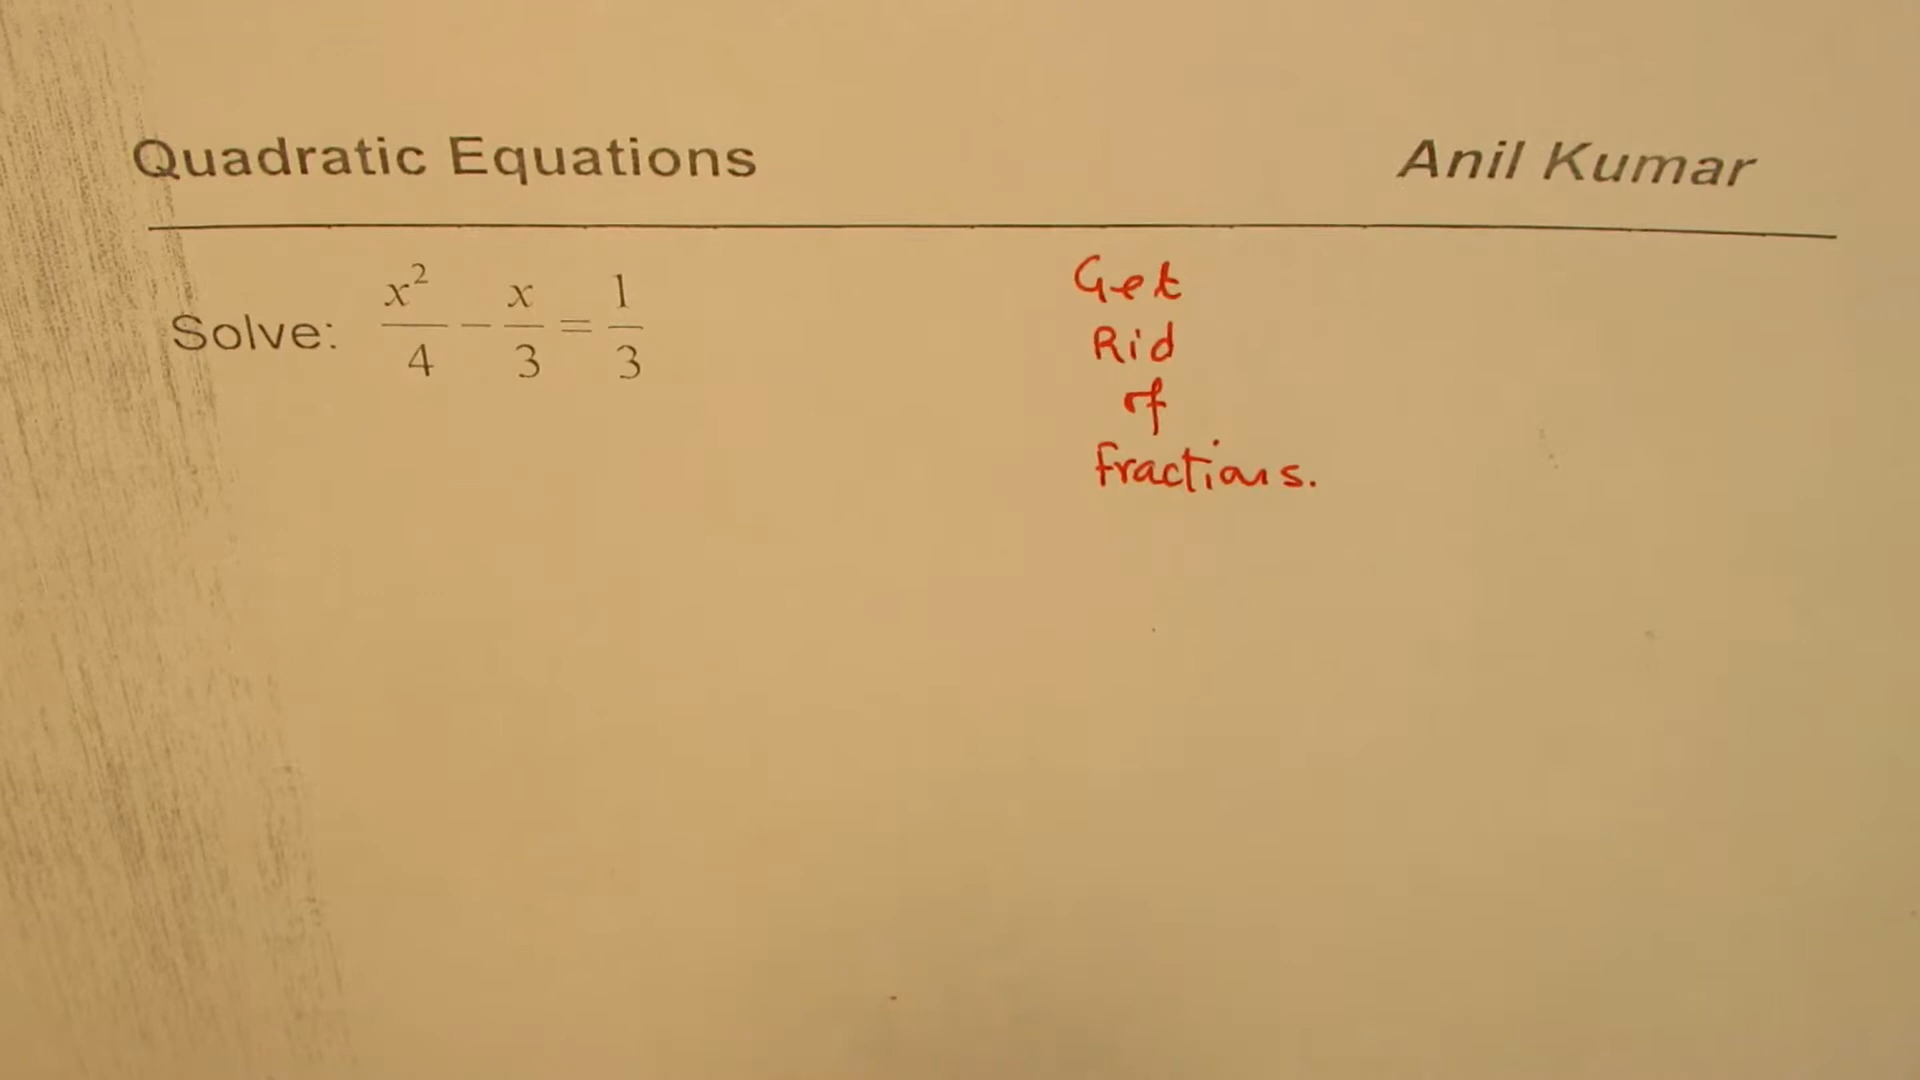 Quadratic Equations Anil Kumar
Solve: x²/4 − x/3 = 1/3
Get
Rid
of
Fractions.